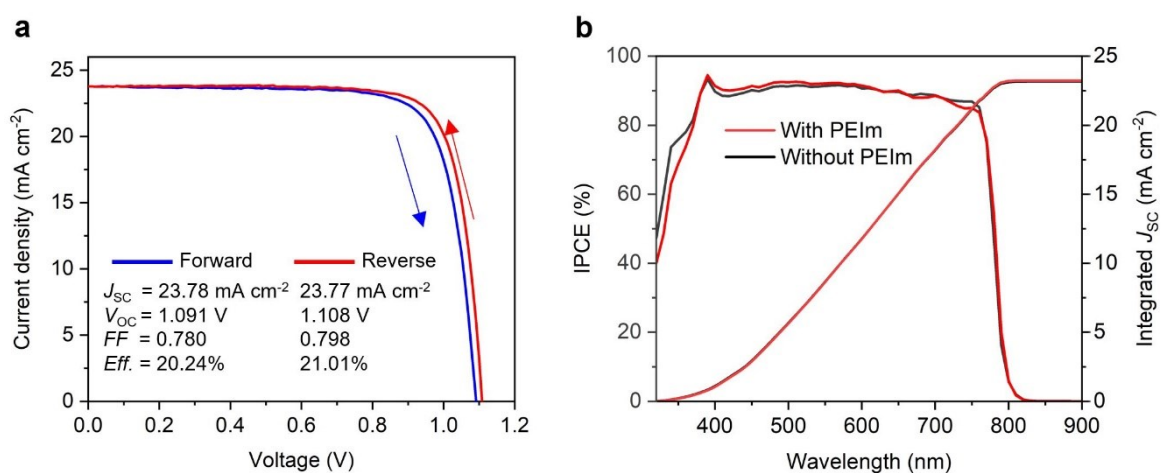 a
25
20
15
10
5
0
Current density (mA cm⁻²)
Forward Reverse
J_SC = 23.78 mA cm⁻² 23.77 mA cm⁻²
V_OC = 1.091 V 1.108 V
FF = 0.780 0.798
Eff. = 20.24% 21.01%
0.0 0.2 0.4 0.6 0.8 1.0 1.2
Voltage (V)
b
100
80
60
40
20
0
IPCE (%)
With PEIm
Without PEIm
25
20
15
10
5
0
Integrated J_SC (mA cm⁻²)
400 500 600 700 800 900
Wavelength (nm)